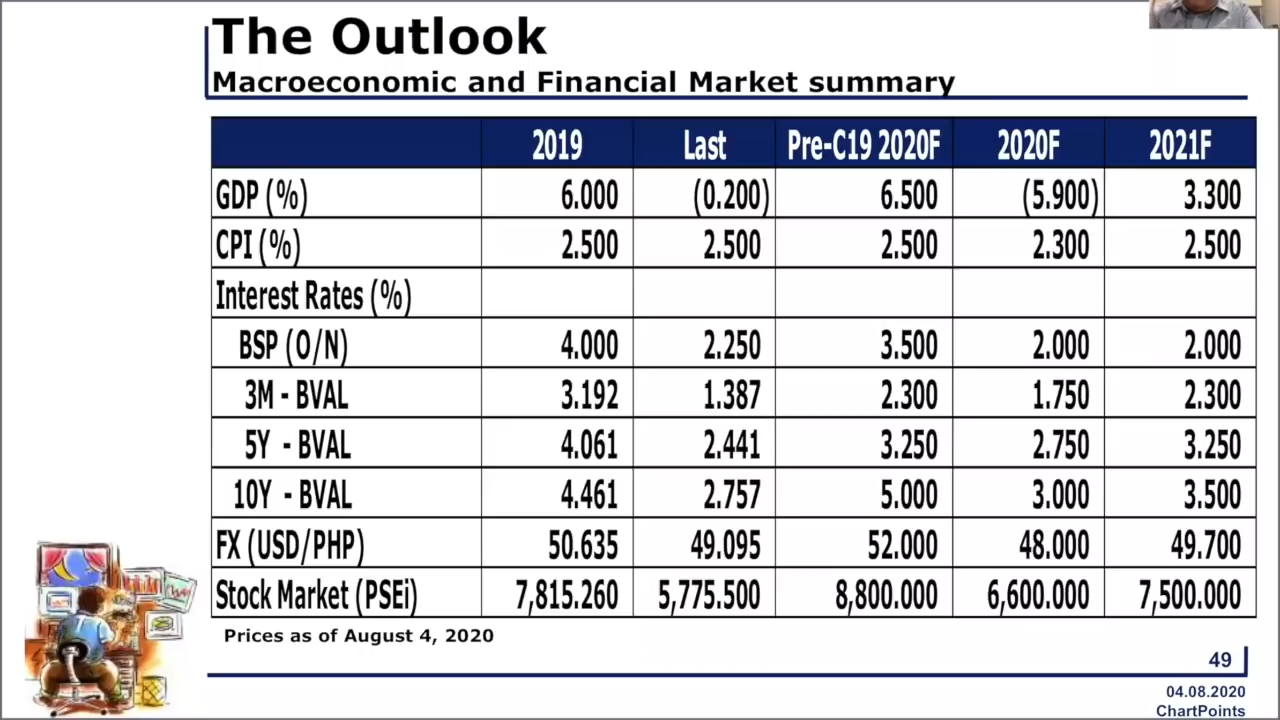 The Outlook
Macroeconomic and Financial Market summary
2019 Last Pre-C19 2020F 2020F 2021F
GDP (%) 6.000 (0.200) 6.500 (5.900) 3.300
CPI (%) 2.500 2.500 2.500 2.300 2.500
Interest Rates (%)
BSP (O/N) 4.000 2.250 3.500 2.000 2.000
3M - BVAL 3.192 1.387 2.300 1.750 2.300
5Y - BVAL 4.061 2.441 3.250 2.750 3.250
10Y - BVAL 4.461 2.757 5.000 3.000 3.500
FX (USD/PHP) 50.635 49.095 52.000 48.000 49.700
Stock Market (PSEi) 7,815.260 5,775.500 8,800.000 6,600.000 7,500.000
Prices as of August 4, 2020
49
04.08.2020
ChartPoints